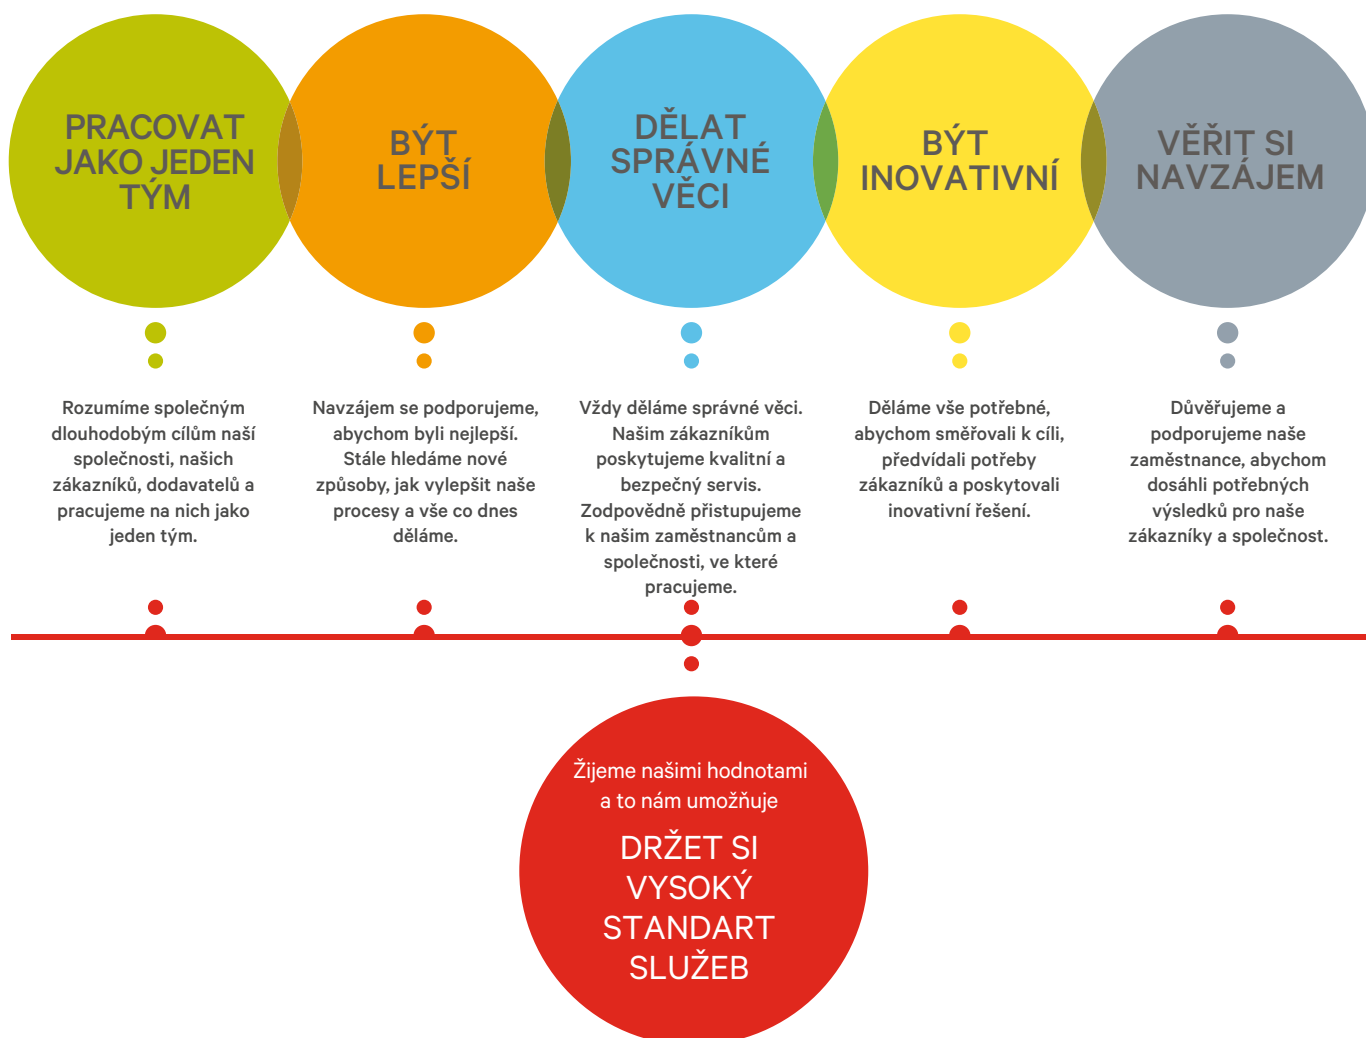 PRACOVAT
JAKO JEDEN
TÝM
BÝT
LEPŠÍ
DĚLAT
SPRÁVNÉ
VĚCI
BÝT
INOVATIVNÍ
VĚŘIT SI
NAVZÁJEM
Rozumíme společným
dlouhodobým cílům naší
společnosti, našich
zákazníků, dodavatelů a
pracujeme na nich jako
jeden tým.
Navzájem se podporujeme,
abychom byli nejlepší.
Stále hledáme nové
způsoby, jak vylepšit naše
procesy a vše co dnes
děláme.
Vždy děláme správné věci.
Našim zákazníkům
poskytujeme kvalitní a
bezpečný servis.
Zodpovědně přistupujeme
k našim zaměstnancům a
společnosti, ve které
pracujeme.
Děláme vše potřebné,
abychom směřovali k cíli,
předvídali potřeby
zákazníků a poskytovali
inovativní řešení.
Důvěřujeme a
podporujeme naše
zaměstnance, abychom
dosáhli potřebných
výsledků pro naše
zákazníky a společnost.
Žijeme našimi hodnotami
a to nám umožňuje
DRŽET SI
VYSOKÝ
STANDART
SLUŽEB